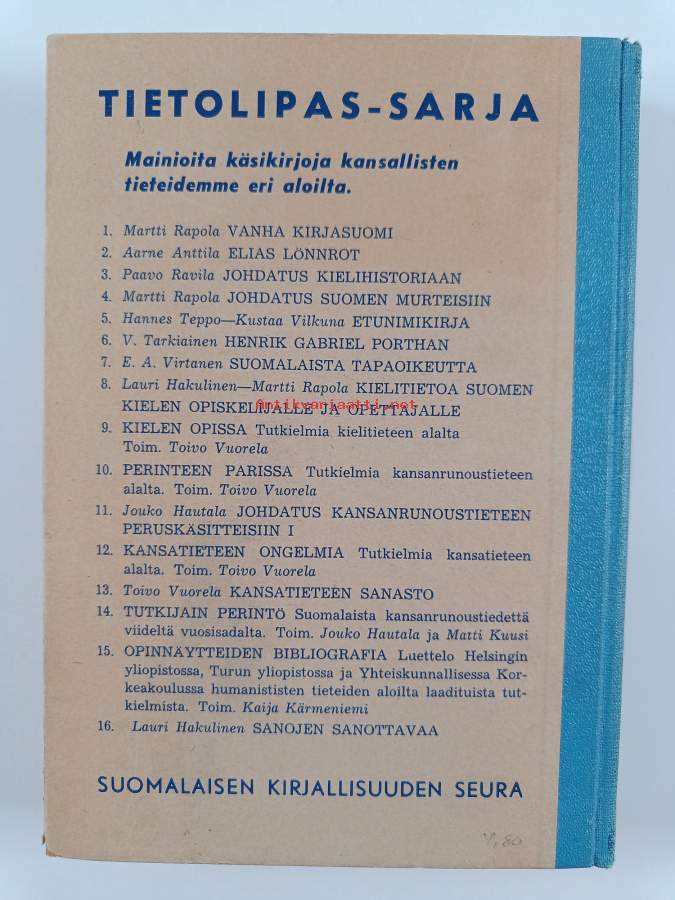 TIETOLIPAS-SARJA
Mainioita käsikirjoja kansallisten
tieteidemme eri aloilta.
1. Martti Rapola VANHA KIRJASUOMI
2. Aarne Anttila ELIAS LÖNNROT
3. Paavo Ravila JOHDATUS KIELIHISTORIAAN
4. Martti Rapola JOHDATUS SUOMEN MURTEISIIN
5. Hannes Teppo—Kustaa Vilkuna ETUNIMIKIRJA
6. V. Tarkiainen HENRIK GABRIEL PORTHAN
7. E. A. Virtanen SUOMALAISTA TAPAOIKEUTTA
8. Lauri Hakulinen—Martti Rapola KIELITIETOA SUOMEN
KIELEN OPISKELIJALLE JA OPETTAJALLE
antikvariaatti.net
9. KIELEN OPISSA Tutkielmia kielitieteen alalta
Toim. Toivo Vuorela
10. PERINTEEN PARISSA Tutkielmia kansanrunoustieteen
alalta. Toim. Toivo Vuorela
11. Jouko Hautala JOHDATUS KANSANRUNOUSTIETEEN
PERUSKÄSITTEISIIN I
12. KANSATIETEEN ONGELMIA Tutkielmia kansatieteen
alalta. Toim. Toivo Vuorela
13. Toivo Vuorela KANSATIETEEN SANASTO
14. TUTKIJAIN PERINTÖ Suomalaista kansanrunoustiedettä
viideltä vuosisadalta. Toim. Jouko Hautala ja Matti Kuusi
15. OPINNÄYTTEIDEN BIBLIOGRAFIA Luettelo Helsingin
yliopistossa, Turun yliopistossa ja Yhteiskunnallisessa Kor-
keakoulussa humanististen tieteiden aloilta laadituista tut-
kielmista. Toim. Kaija Kärmeniemi
16. Lauri Hakulinen SANOJEN SANOTTAVAA
SUOMALAISEN KIRJALLISUUDEN SEURA